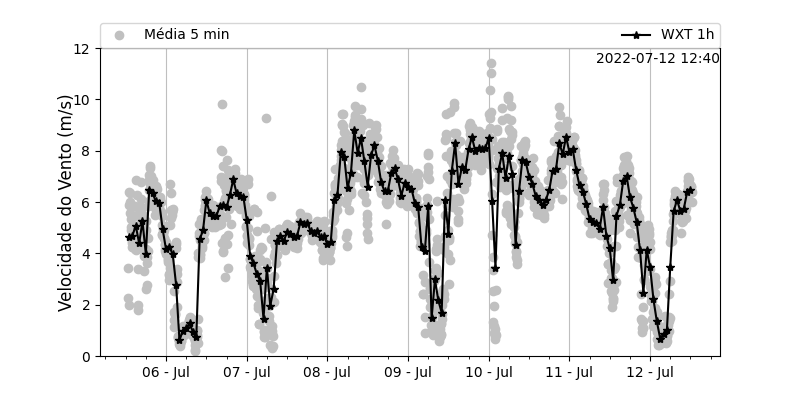 Média 5 min
WXT 1h
2022-07-12 12:40
Velocidade do Vento (m/s)
12
10
8
6
4
2
0
06 - Jul 07 - Jul 08 - Jul 09 - Jul 10 - Jul 11 - Jul 12 - Jul